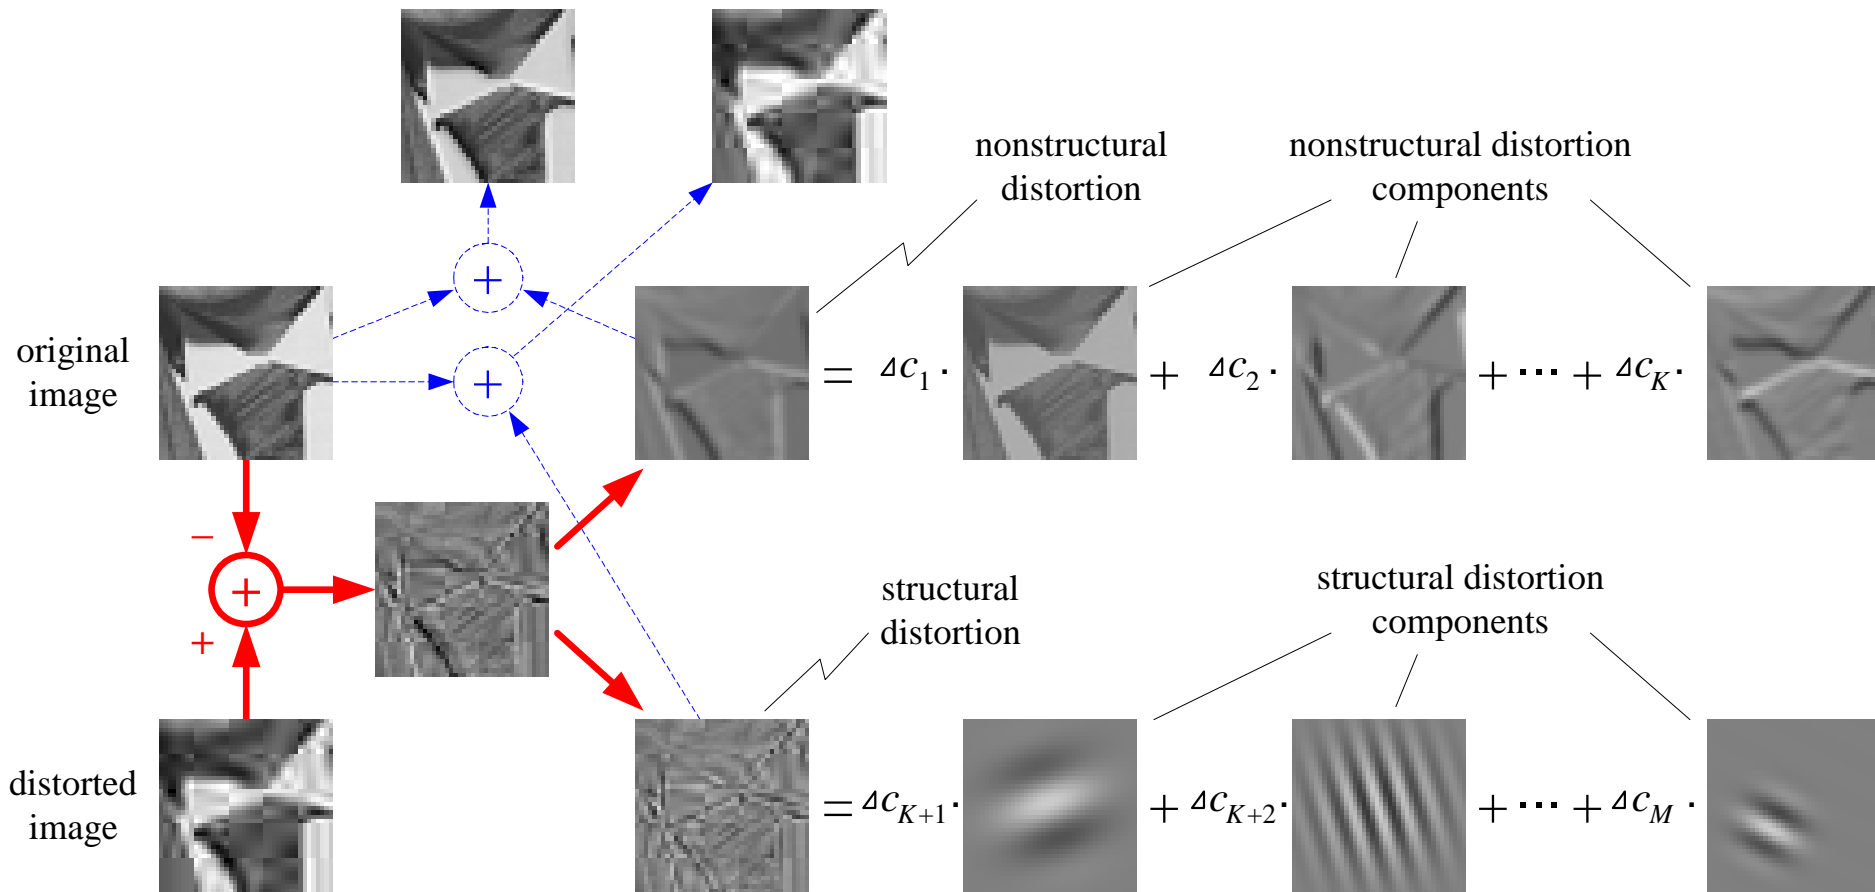 nonstructural
distortion
nonstructural distortion
components
+
original
image
+
= Δc1 · + Δc2 · + ··· + ΔcK ·
−
+
+
structural
distortion
structural distortion
components
distorted
image
= ΔcK+1 · + ΔcK+2 · + ··· + ΔcM ·